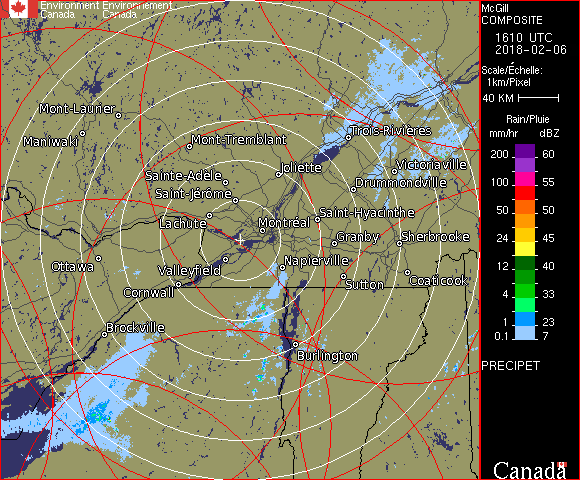 Environment Environnement
Canada Canada
McGill
COMPOSITE
1610 UTC
2018-02-06
Scale/Échelle:
1km/Pixel
40 KM
Rain/Pluie
mm/hr dBZ
200 60
100 55
50 50
24 45
12 40
4 33
1 23
0.1 7
PRECIPET
Canada
Mont-Laurier
Maniwaki
Mont-Tremblant
Trois-Rivières
Joliette
Victoriaville
Sainte-Adèle
Drummondville
Saint-Jérôme
Saint-Hyacinthe
Lachute
Montréal
Granby
Sherbrooke
Ottawa
Napierville
Valleyfield
Coaticook
Sutton
Cornwall
Brockville
Burlington